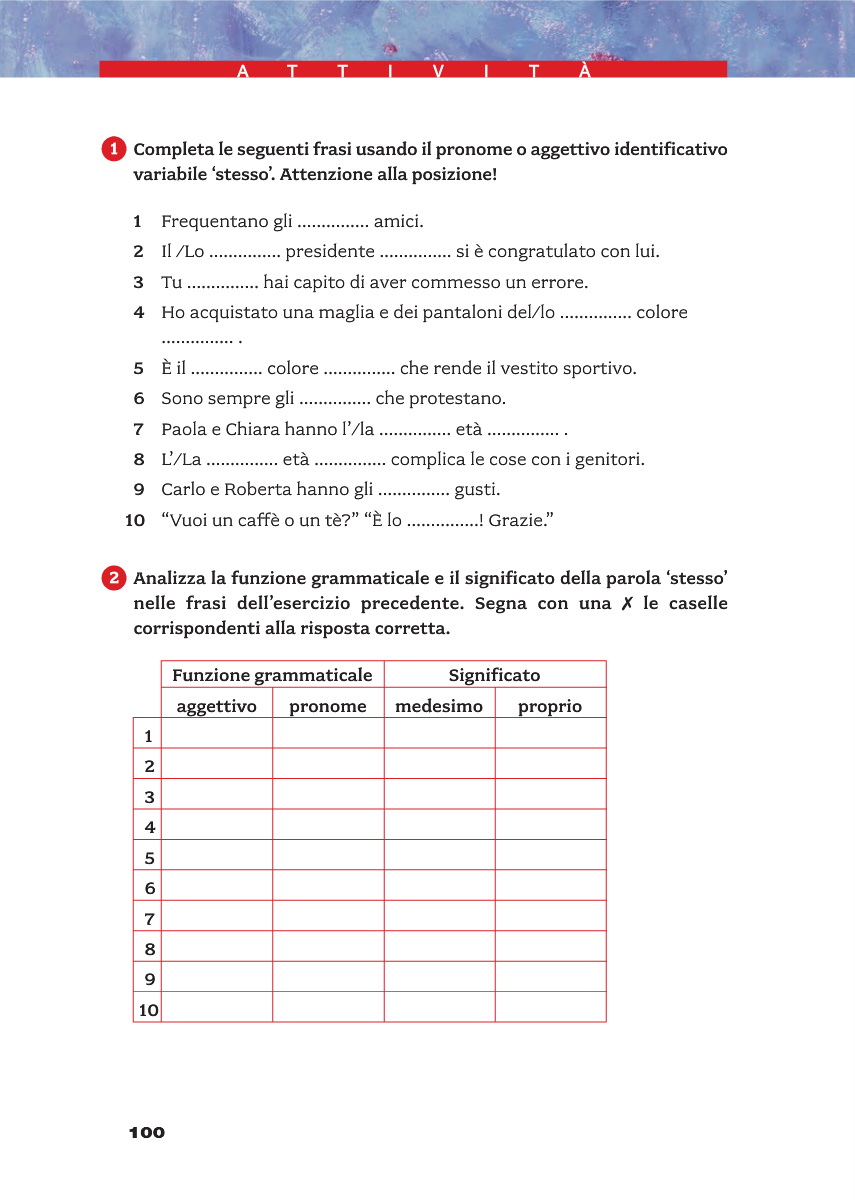 ATTIVITÀ
1 Completa le seguenti frasi usando il pronome o aggettivo identificativo
variabile ‘stesso’. Attenzione alla posizione!
1 Frequentano gli ............... amici.
2 Il /Lo ............... presidente ............... si è congratulato con lui.
3 Tu ............... hai capito di aver commesso un errore.
4 Ho acquistato una maglia e dei pantaloni del/lo ............... colore
............... .
5 È il ............... colore ............... che rende il vestito sportivo.
6 Sono sempre gli ............... che protestano.
7 Paola e Chiara hanno l’/la ............... età ............... .
8 L’/La ............... età ............... complica le cose con i genitori.
9 Carlo e Roberta hanno gli ............... gusti.
10 “Vuoi un caffè o un tè?” “È lo ...............! Grazie.”
2 Analizza la funzione grammaticale e il significato della parola ‘stesso’
nelle frasi dell’esercizio precedente. Segna con una ✗ le caselle
corrispondenti alla risposta corretta.
Funzione grammaticale Significato
aggettivo pronome medesimo proprio
1
2
3
4
5
6
7
8
9
10
100